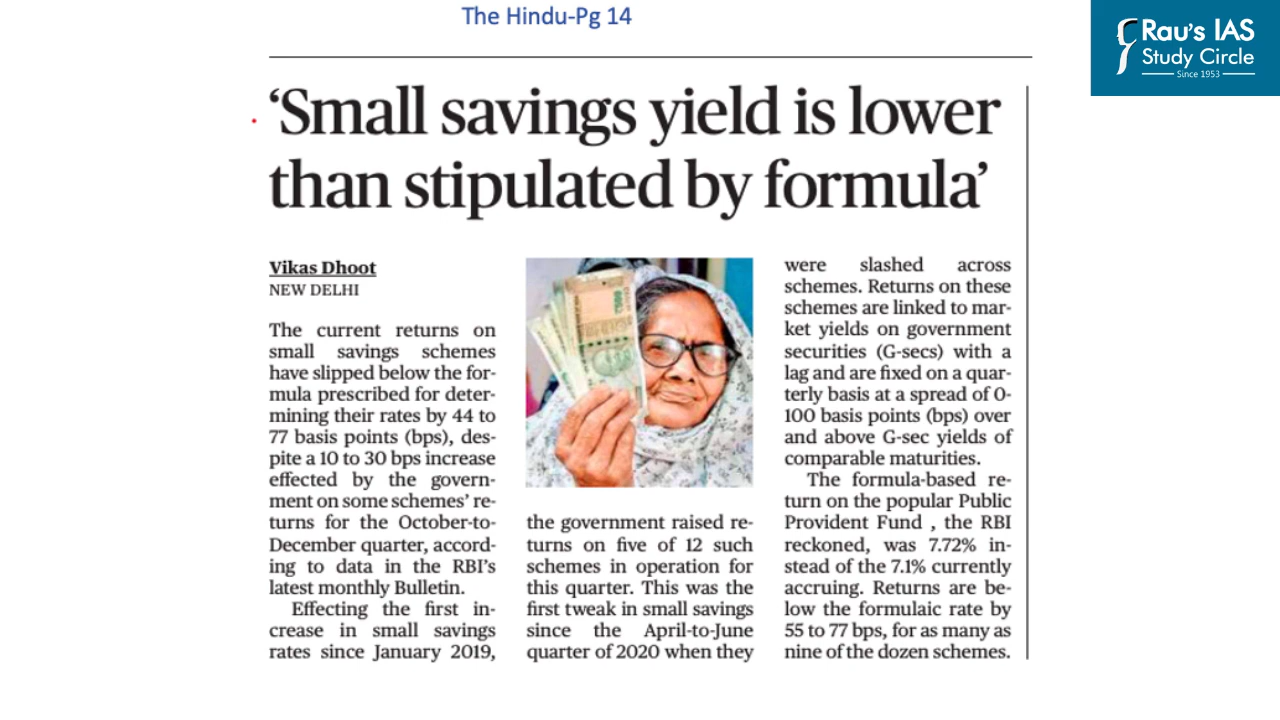 The Hindu-Pg 14
Rau's IAS
Study Circle
Since 1953
‘Small savings yield is lower
than stipulated by formula’
Vikas Dhoot
NEW DELHI
The current returns on
small savings schemes
have slipped below the for-
mula prescribed for deter-
mining their rates by 44 to
77 basis points (bps), des-
pite a 10 to 30 bps increase
effected by the govern-
ment on some schemes’ re-
turns for the October-to-
December quarter, accord-
ing to data in the RBI’s
latest monthly Bulletin.
Effecting the first in-
crease in small savings
rates since January 2019,
the government raised re-
turns on five of 12 such
schemes in operation for
this quarter. This was the
first tweak in small savings
since the April-to-June
quarter of 2020 when they
were slashed across
schemes. Returns on these
schemes are linked to mar-
ket yields on government
securities (G-secs) with a
lag and are fixed on a quar-
terly basis at a spread of 0-
100 basis points (bps) over
and above G-sec yields of
comparable maturities.
The formula-based re-
turn on the popular Public
Provident Fund , the RBI
reckoned, was 7.72% in-
stead of the 7.1% currently
accruing. Returns are be-
low the formulaic rate by
55 to 77 bps, for as many as
nine of the dozen schemes.